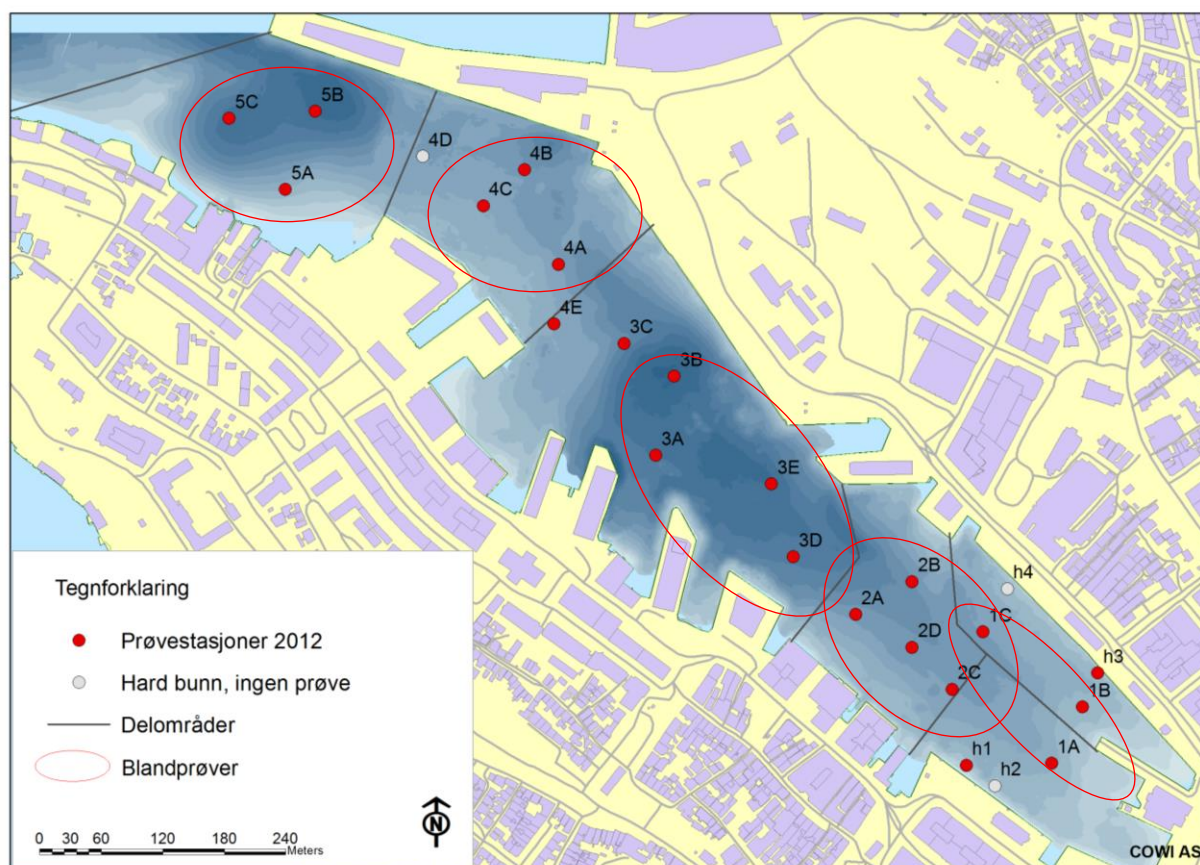 5C
5B
5A
4D
4B
4C
4A
4E
3C
3B
3A
3E
3D
2B
2A
2D
2C
1C
h4
h3
1B
1A
h1
h2
Tegnforklaring
Prøvestasjoner 2012
Hard bunn, ingen prøve
Delområder
Blandprøver
N
0 30 60 120 180 240
Meters
COWI AS